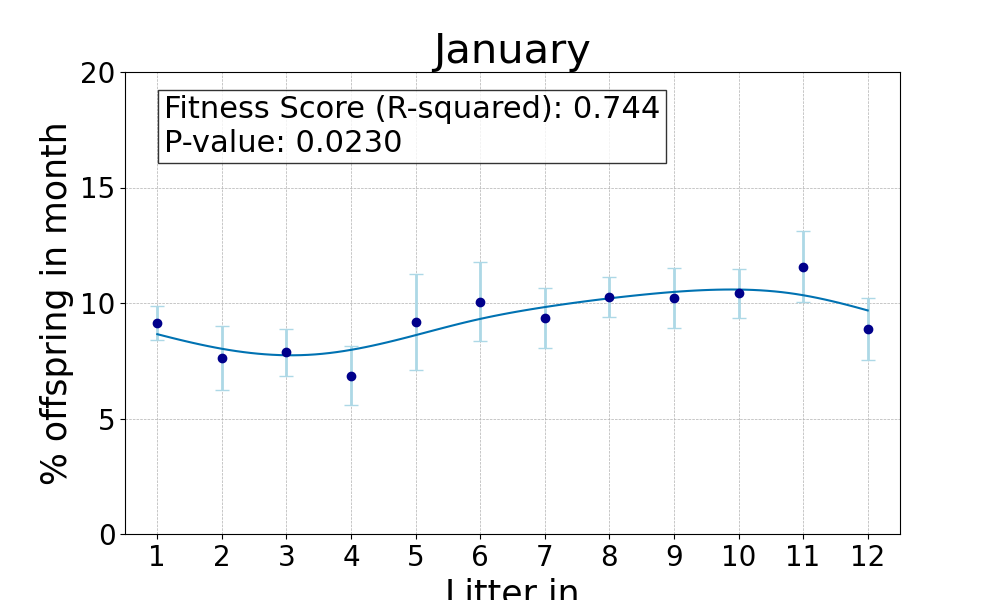 January
Fitness Score (R-squared): 0.744
P-value: 0.0230
% offspring in month
20
15
10
5
0
1 2 3 4 5 6 7 8 9 10 11 12
Litter in